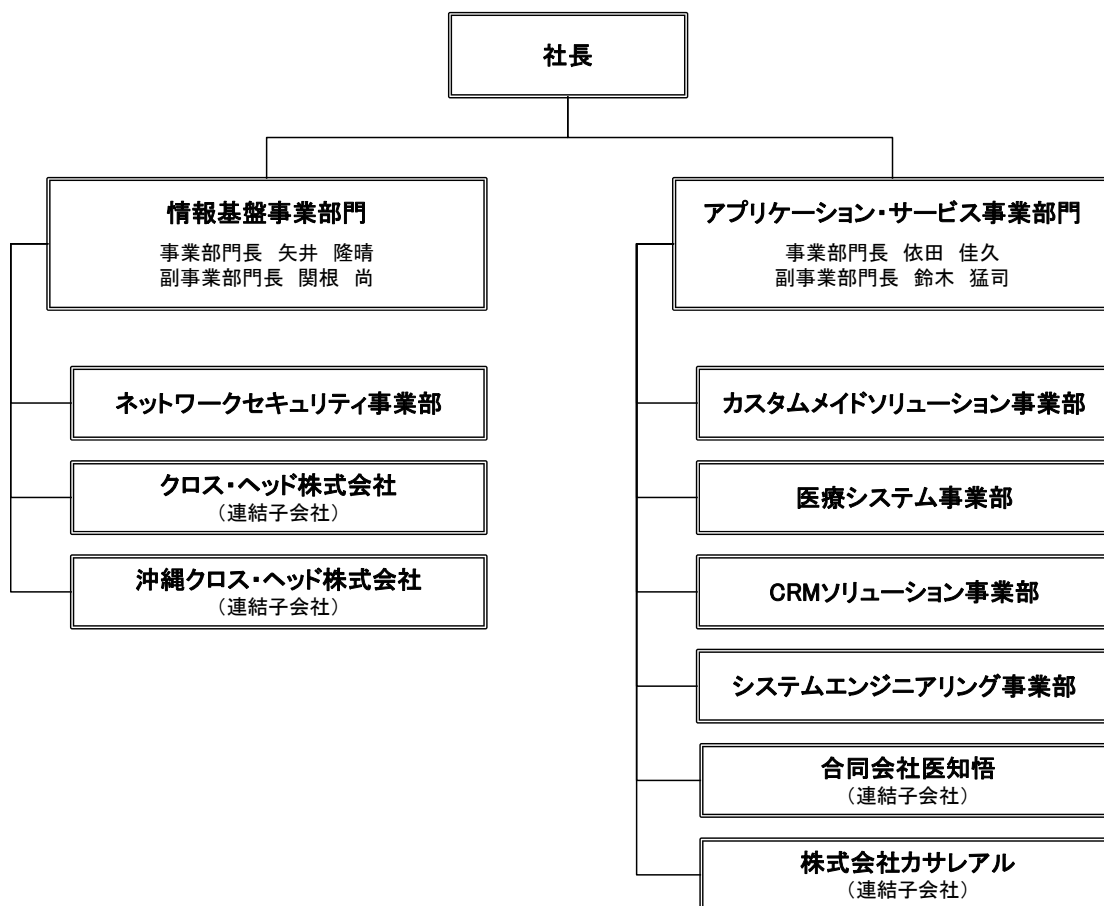 社長
情報基盤事業部門
事業部門長 矢井 隆晴
副事業部門長 関根 尚
ネットワークセキュリティ事業部
クロス・ヘッド株式会社
（連結子会社）
沖縄クロス・ヘッド株式会社
（連結子会社）
アプリケーション・サービス事業部門
事業部門長 依田 佳久
副事業部門長 鈴木 猛司
カスタムメイドソリューション事業部
医療システム事業部
CRMソリューション事業部
システムエンジニアリング事業部
合同会社医知悟
（連結子会社）
株式会社カサレアル
（連結子会社）